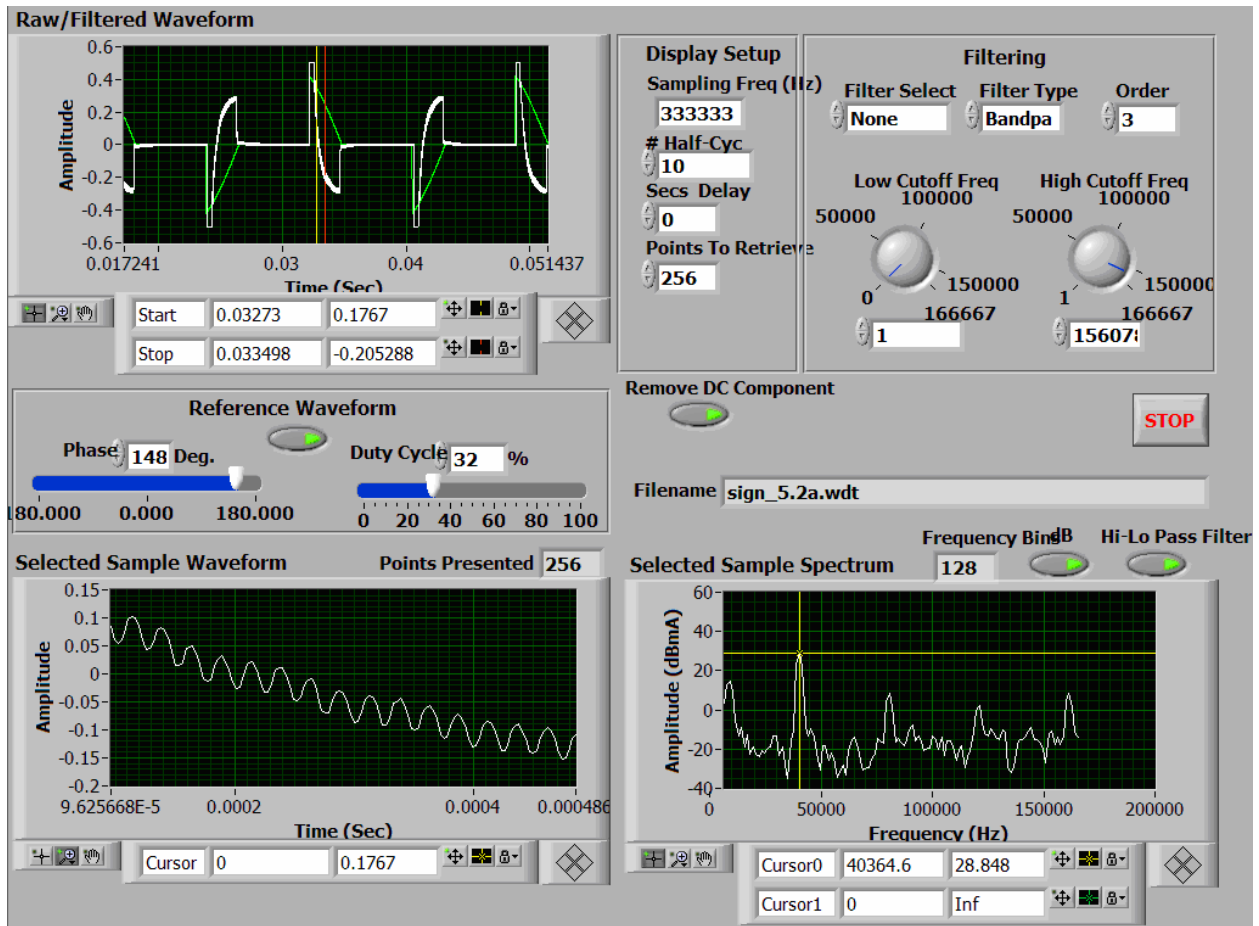 Raw/Filtered Waveform
0.6
0.4
0.2
0
-0.2
-0.4
-0.6
Amplitude
0.017241 0.03 0.04 0.051437
Time (Sec)
Start 0.03273 0.1767
Stop 0.033498 -0.205288
Display Setup
Sampling Freq (Hz)
333333
# Half-Cyc
10
Secs Delay
0
Points To Retrieve
256
Filtering
Filter Select Filter Type Order
None Bandpa 3
Low Cutoff Freq High Cutoff Freq
100000 100000
50000 50000
150000 150000
0 1
166667 166667
1 15607
Reference Waveform
Phase 148 Deg.
Duty Cycle 32 %
180.000 0.000 180.000
0 20 40 60 80 100
Remove DC Component
STOP
Filename sign_5.2a.wdt
Selected Sample Waveform Points Presented 256
0.15
0.1
0.05
0
-0.05
-0.1
-0.15
-0.2
Amplitude
9.625668E-5 0.0002 0.0004 0.000486
Time (Sec)
Cursor 0 0.1767
Frequency Bins dB Hi-Lo Pass Filter
Selected Sample Spectrum 128
60
40
20
0
-20
-40
Amplitude (dBmA)
0 50000 100000 150000 200000
Frequency (Hz)
Cursor0 40364.6 28.848
Cursor1 0 Inf